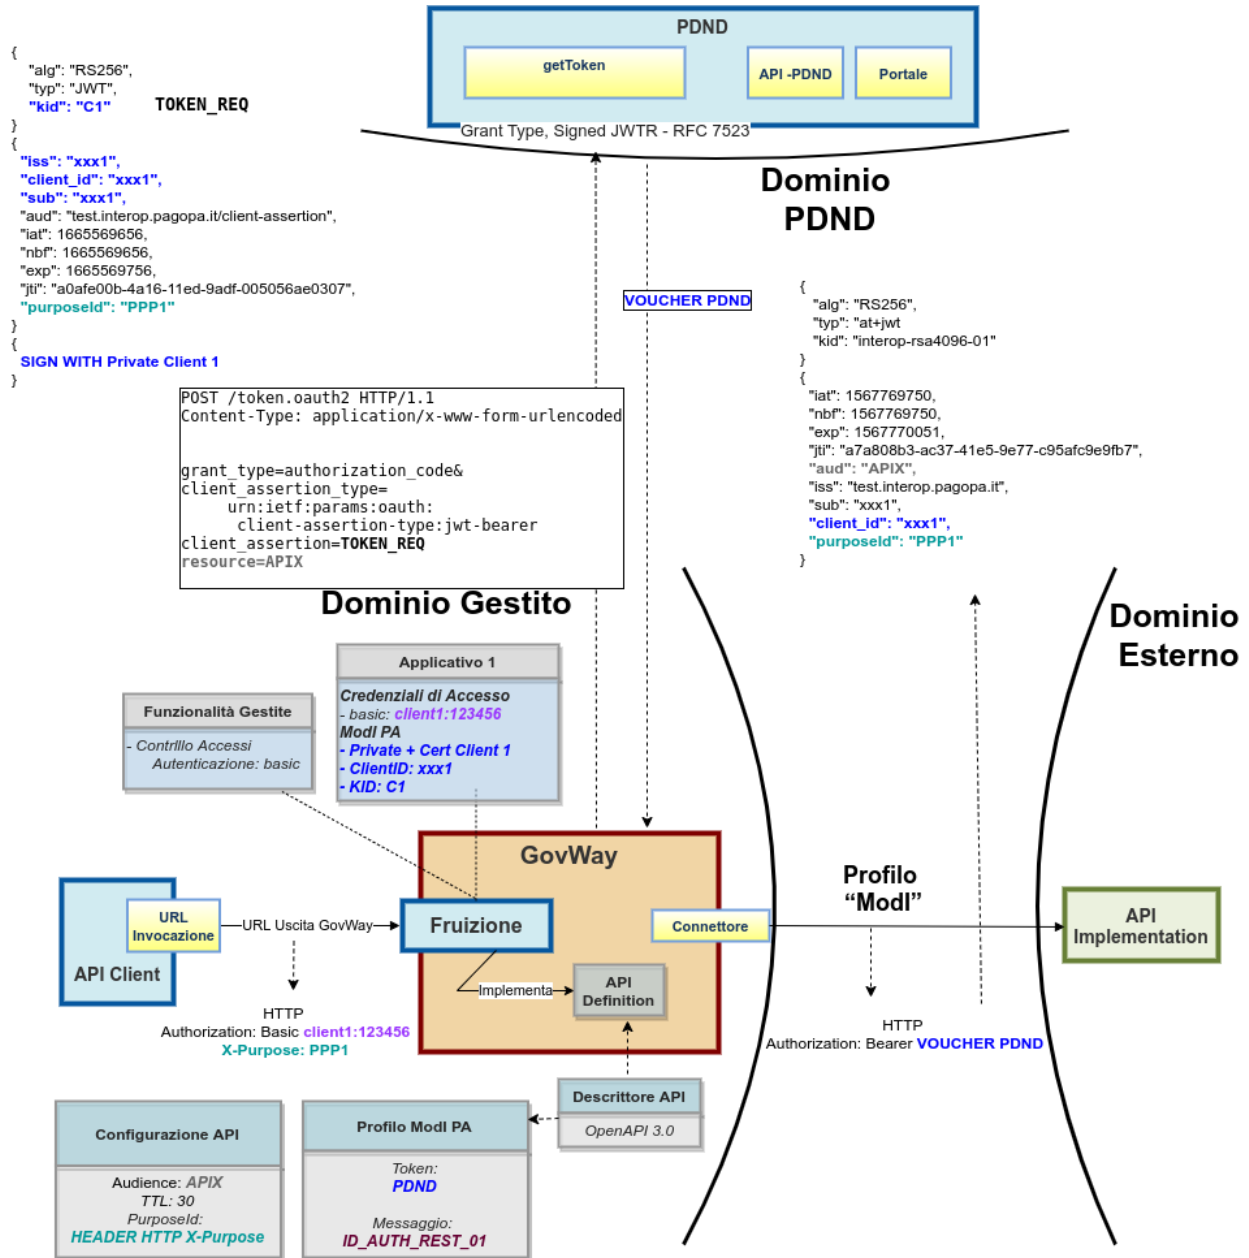 PDND
getToken
API -PDND
Portale
Grant Type, Signed JWTR - RFC 7523
{
"alg": "RS256",
"typ": "JWT",
"kid": "C1"
TOKEN_REQ
}
{
"iss": "xxx1",
"client_id": "xxx1",
"sub": "xxx1",
"aud": "test.interop.pagopa.it/client-assertion",
"iat": 1665569656,
"nbf": 1665569656,
"exp": 1665569756,
"jti": "a0afe00b-4a16-11ed-9adf-005056ae0307",
"purposeId": "PPP1"
}
{
SIGN WITH Private Client 1
}
Dominio
PDND
VOUCHER PDND
{
"alg": "RS256",
"typ": "at+jwt
"kid": "interop-rsa4096-01"
}
{
"iat": 1567769750,
"nbf": 1567769750,
"exp": 1567770051,
"jti": "a7a808b3-ac37-41e5-9e77-c95afc9e9fb7",
"aud": "APIX",
"iss": "test.interop.pagopa.it",
"sub": "xxx1",
"client_id": "xxx1",
"purposeId": "PPP1"
}
POST /token.oauth2 HTTP/1.1
Content-Type: application/x-www-form-urlencoded
grant_type=authorization_code&
client_assertion_type=
urn:ietf:params:oauth:
client-assertion-type:jwt-bearer
client_assertion=TOKEN_REQ
resource=APIX
Dominio Gestito
Dominio
Esterno
Applicativo 1
Credenziali di Accesso
- basic: client1:123456
ModI PA
- Private + Cert Client 1
- ClientID: xxx1
- KID: C1
Funzionalità Gestite
- Contrlllo Accessi
Autenticazione: basic
GovWay
URL
Invocazione
API Client
URL Uscita GovWay
Fruizione
Connettore
Implementa
API
Definition
Profilo
“ModI”
API
Implementation
HTTP
Authorization: Basic client1:123456
X-Purpose: PPP1
HTTP
Authorization: Bearer VOUCHER PDND
Descrittore API
OpenAPI 3.0
Configurazione API
Audience: APIX
TTL: 30
PurposeId:
HEADER HTTP X-Purpose
Profilo ModI PA
Token:
PDND
Messaggio:
ID_AUTH_REST_01